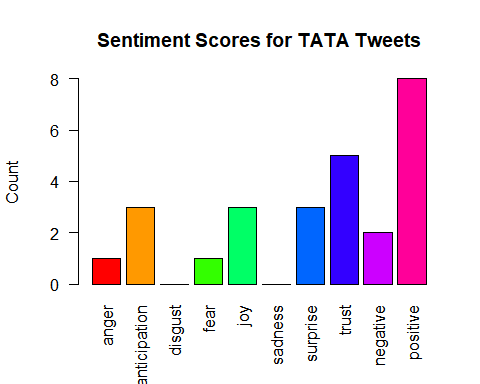 Sentiment Scores for TATA Tweets
Count
8
6
4
2
0
anger
anticipation
disgust
fear
joy
sadness
surprise
trust
negative
positive